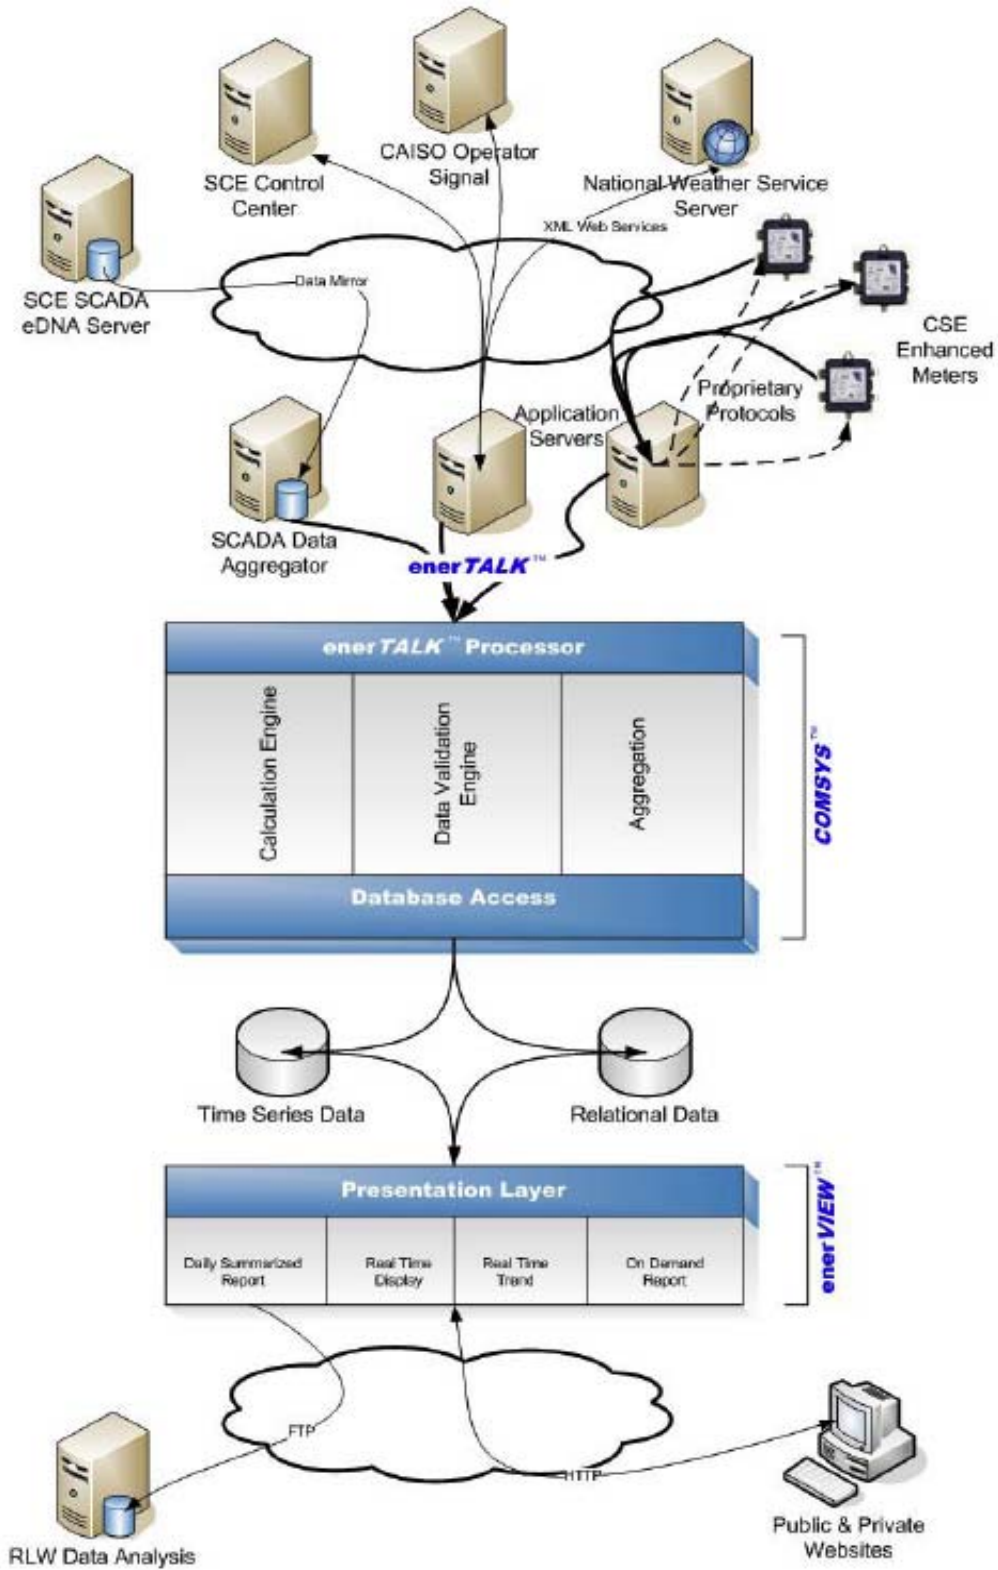 SCE Control
Center
CAISO Operator
Signal
National Weather Service
Server
XML Web Services
SCE SCADA
eDNA Server
Data Mirror
CSE
Enhanced
Meters
Proprietary
Protocols
Application
Servers
SCADA Data
Aggregator
enerTALK™
enerTALK™ Processor
Calculation Engine
Data Validation
Engine
Aggregation
COMSYS™
Database Access
Time Series Data
Relational Data
Presentation Layer
enerVIEW™
Daily Summarized
Report
Real Time
Display
Real Time
Trend
On Demand
Report
FTP
HTTP
RLW Data Analysis
Public & Private
Websites